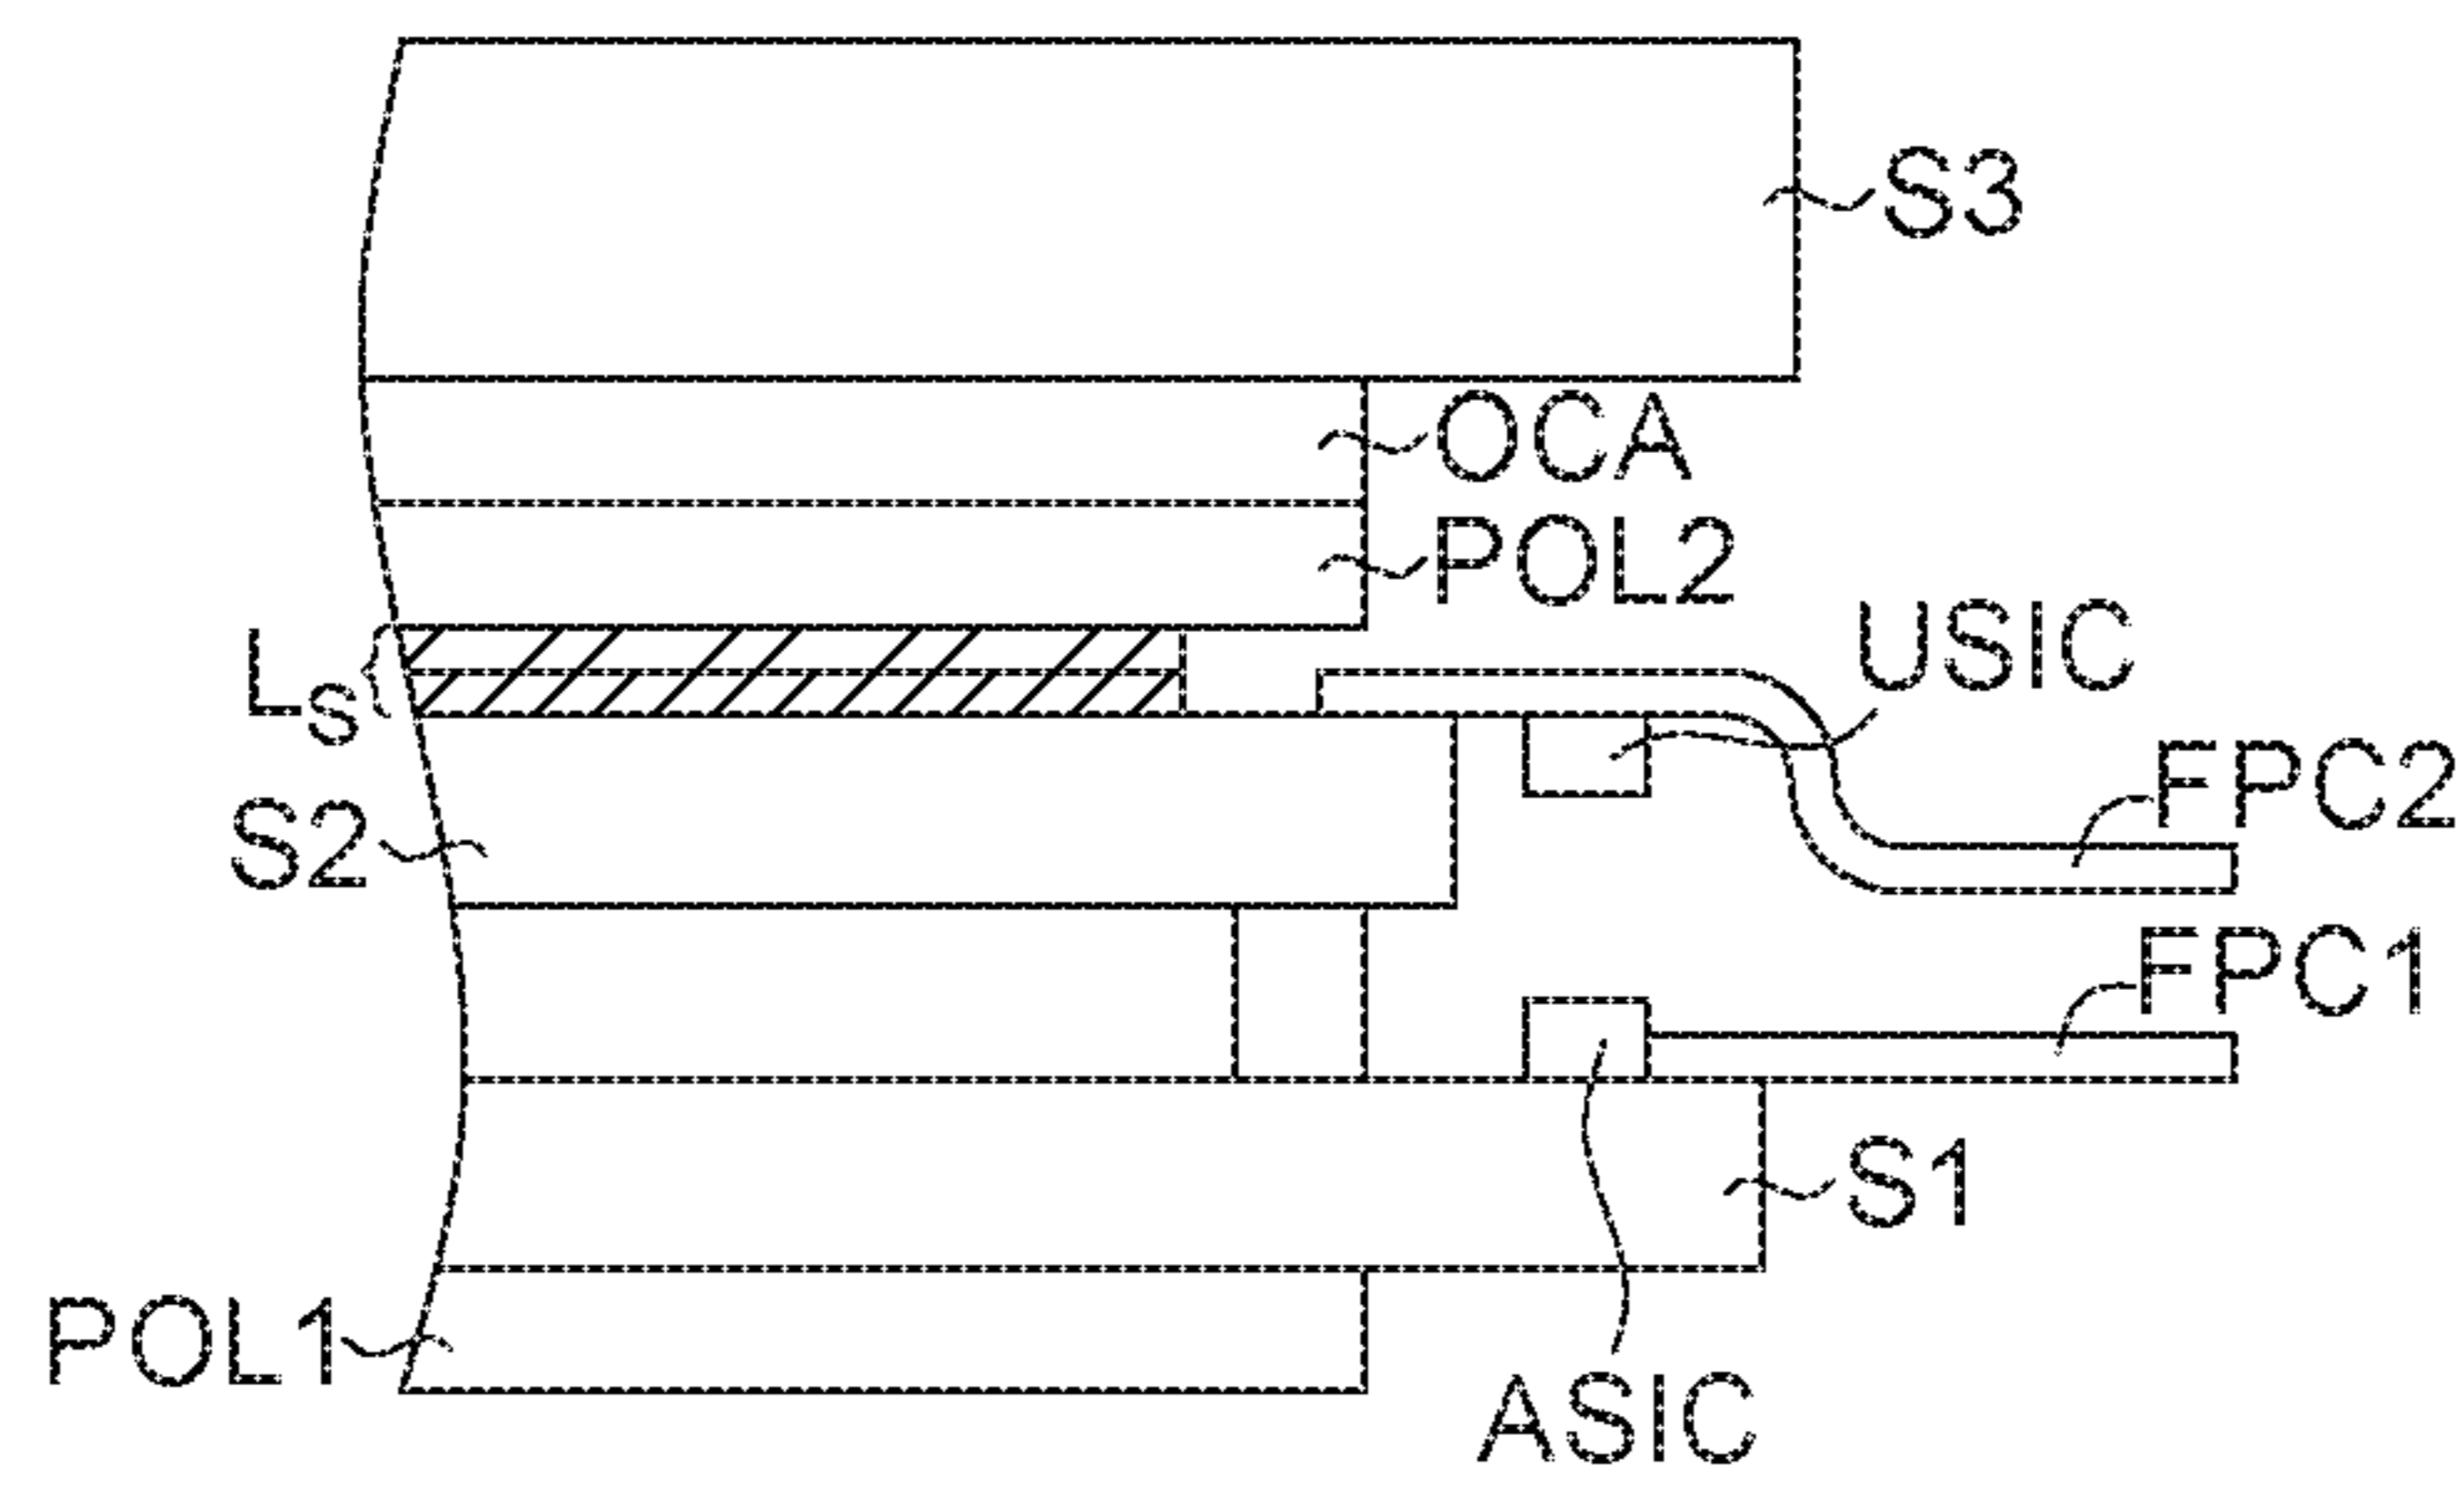 S3
OCA
POL2
USIC
LS
FPC2
S2
FPC1
S1
POL1
ASIC